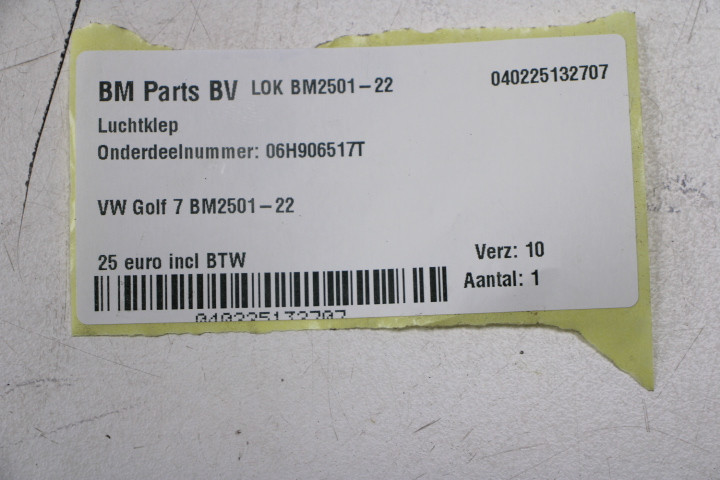 BM Parts BV LOK BM2501-22 040225132707
Luchtklep
Onderdeelnummer: 06H906517T
VW Golf 7 BM2501-22
25 euro incl BTW Verz: 10
Aantal: 1
040225132707